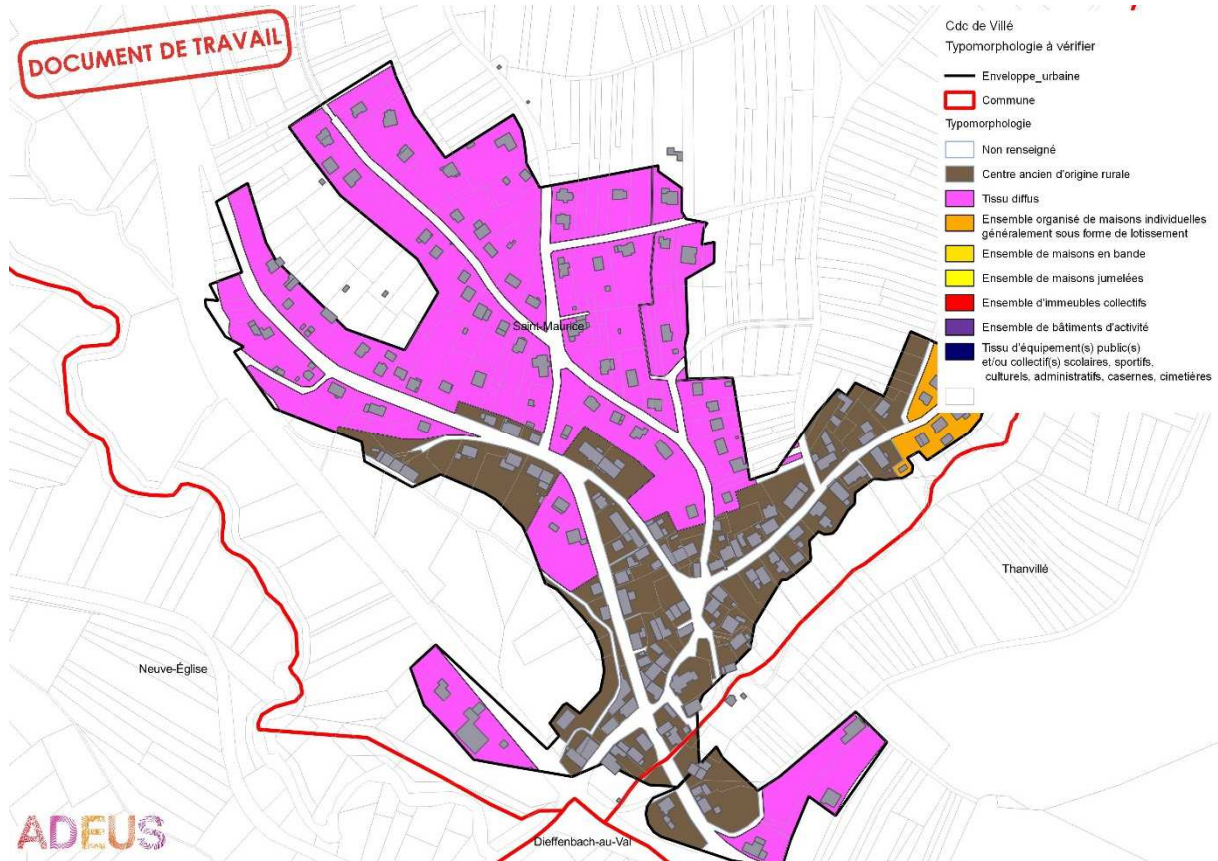 DOCUMENT DE TRAVAIL
Cdc de Villé
Typomorphologie à vérifier
Enveloppe_urbaine
Commune
Typomorphologie
Non renseigné
Centre ancien d'origine rurale
Tissu diffus
Ensemble organisé de maisons individuelles
généralement sous forme de lotissement
Ensemble de maisons en bande
Ensemble de maisons jumelées
Ensemble d'immeubles collectifs
Ensemble de bâtiments d'activité
Tissu d'équipement(s) public(s)
et/ou collectif(s) scolaires, sportifs,
culturels, administratifs, casernes, cimetières
Saint-Maurice
Thanvillé
Neuve-Église
Dieffenbach-au-Val
ADEUS